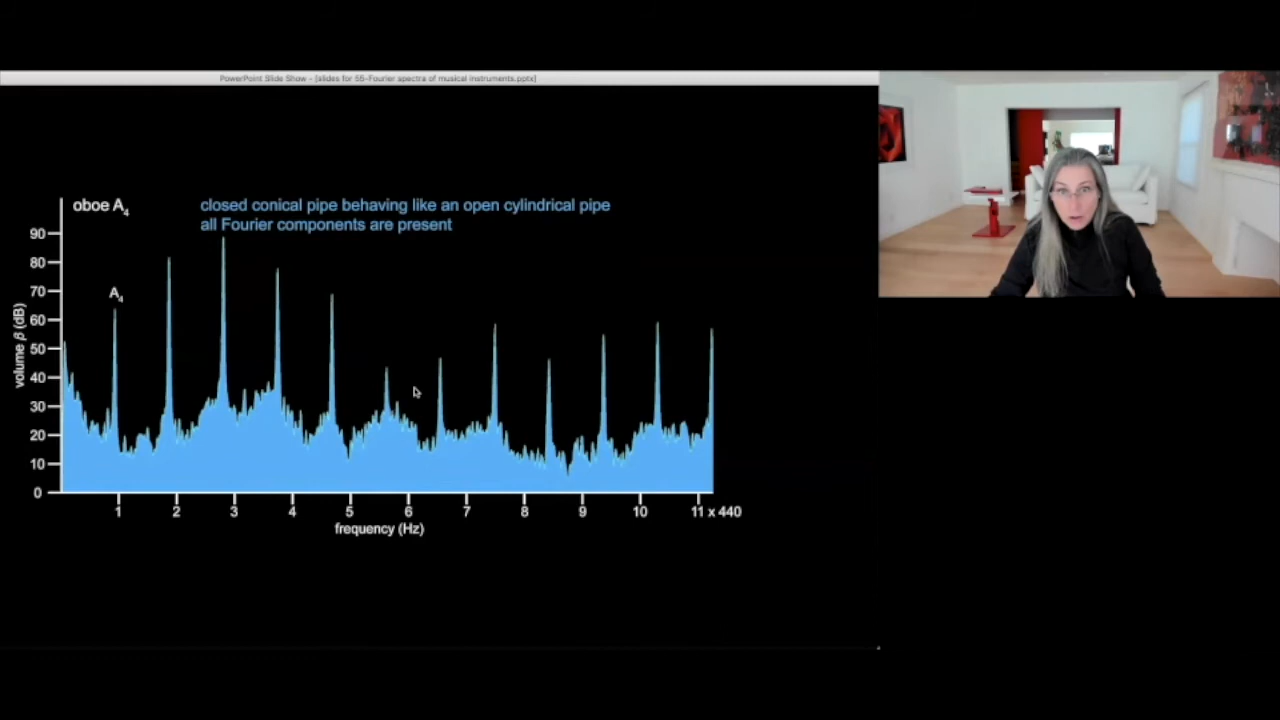 PowerPoint Slide Show - [slides for 55-Fourier spectra of musical instruments.pptx]
oboe A4
closed conical pipe behaving like an open cylindrical pipe
all Fourier components are present
A4
volume β (dB)
90
80
70
60
50
40
30
20
10
0
1 2 3 4 5 6 7 8 9 10 11 x 440
frequency (Hz)